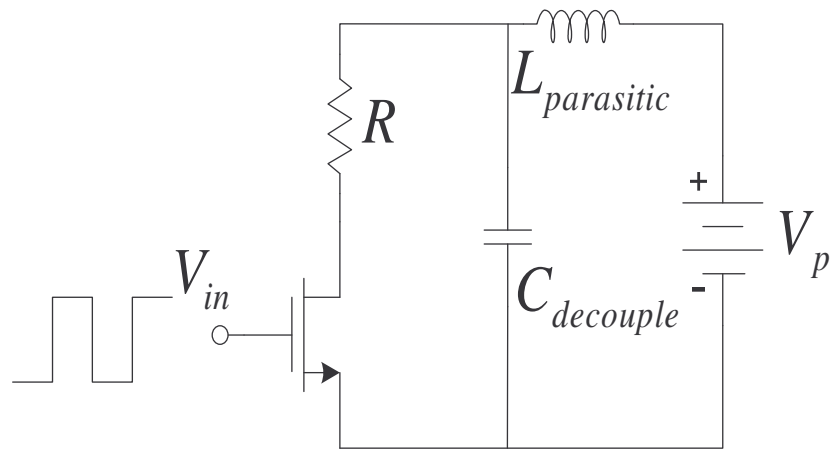 L_parasitic
R
+
V_in
V_p
C_decouple
-